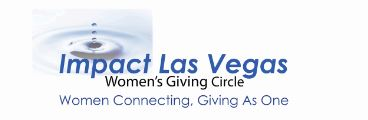 Impact Las Vegas
Women's Giving Circle
Women Connecting, Giving As One